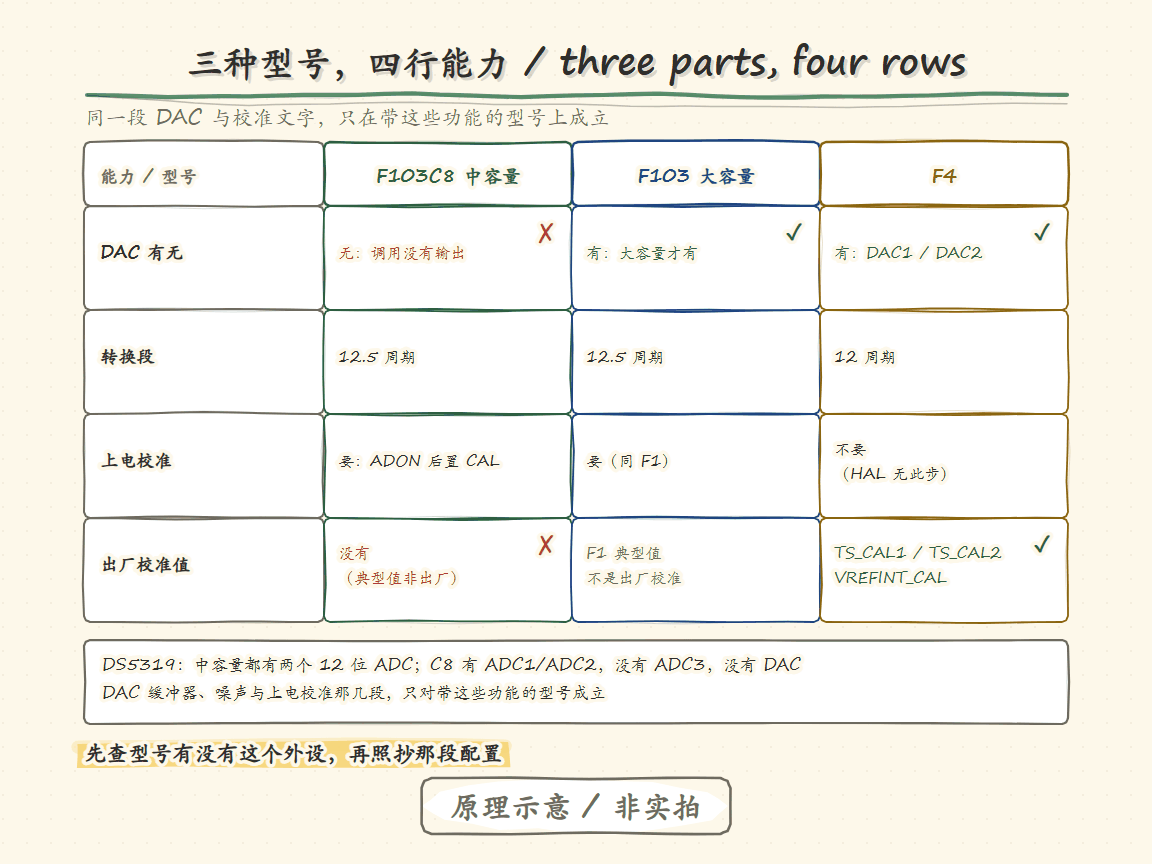 三种型号，四行能力 / three parts, four rows
同一段 DAC 与校准文字，只在带这些功能的型号上成立
能力 / 型号
F103C8 中容量
F103 大容量
F4
DAC 有无
无：调用没有输出
✗
有：大容量才有
✓
有：DAC1 / DAC2
✓
转换段
12.5 周期
12.5 周期
12 周期
上电校准
要：ADON 后置 CAL
要（同 F1）
不要
（HAL 无此步）
出厂校准值
没有
（典型值非出厂）
✗
F1 典型值
不是出厂校准
TS_CAL1 / TS_CAL2
VREFINT_CAL
✓
DS5319：中容量都有两个 12 位 ADC；C8 有 ADC1/ADC2，没有 ADC3，没有 DAC
DAC 缓冲器、噪声与上电校准那几段，只对带这些功能的型号成立
先查型号有没有这个外设，再照抄那段配置
原理示意 / 非实拍